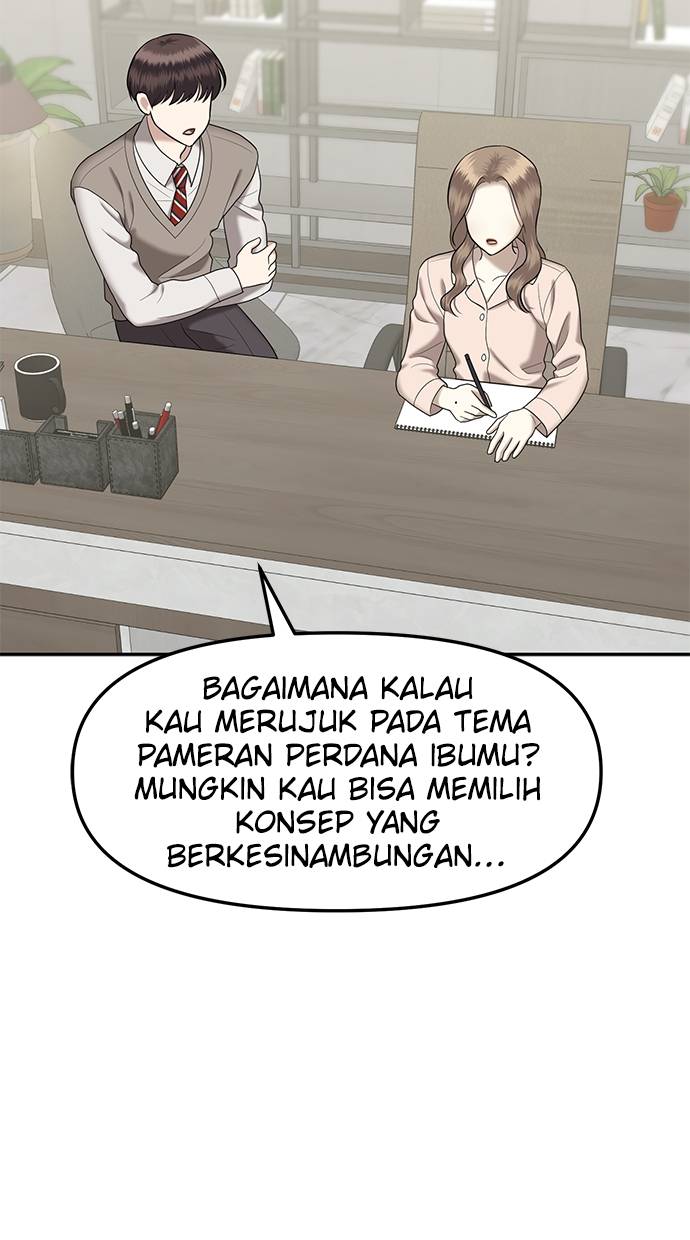 BAGAIMANA KALAU
KAU MERUJUK PADA TEMA
PAMERAN PERDANA IBUMU?
MUNGKIN KAU BISA MEMILIH
KONSEP YANG
BERKESINAMBUNGAN...